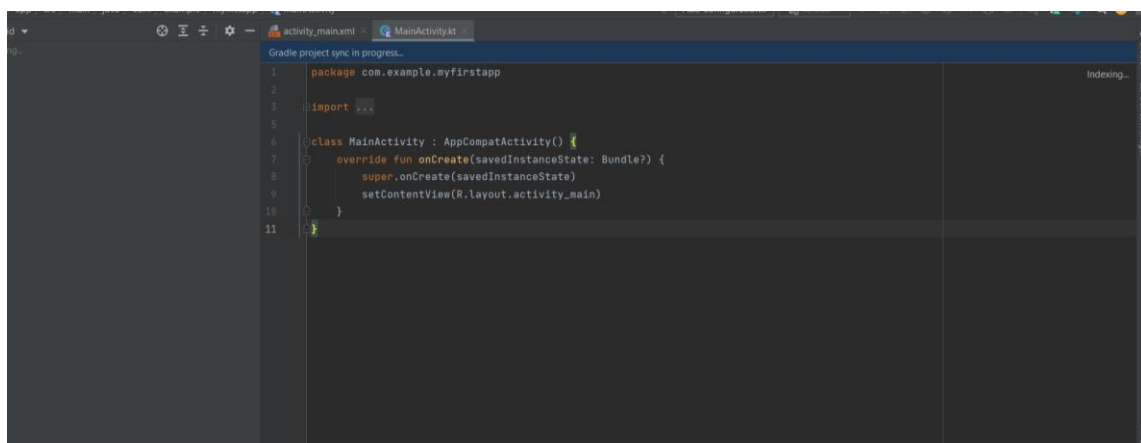 activity_main.xml MainActivity.kt
Gradle project sync in progress...
Indexing...
1 package com.example.myfirstapp
2
3 import ...
5
6 class MainActivity : AppCompatActivity() {
7 override fun onCreate(savedInstanceState: Bundle?) {
8 super.onCreate(savedInstanceState)
9 setContentView(R.layout.activity_main)
10 }
11 }